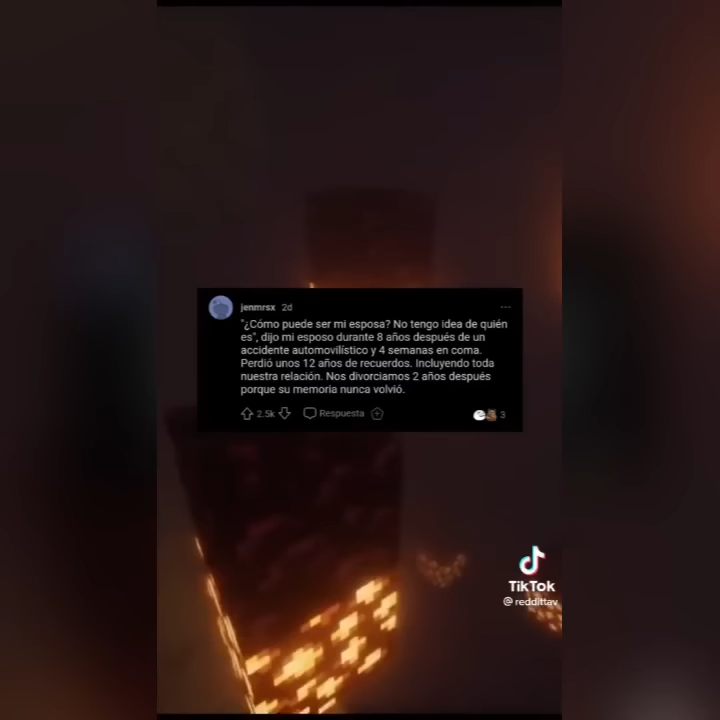 jenmrsx 2d
"¿Cómo puede ser mi esposa? No tengo idea de quién
es", dijo mi esposo durante 8 años después de un
accidente automovilístico y 4 semanas en coma.
Perdió unos 12 años de recuerdos. Incluyendo toda
nuestra relación. Nos divorciamos 2 años después
porque su memoria nunca volvió.
2.5k Respuesta 3
TikTok
@reddittav